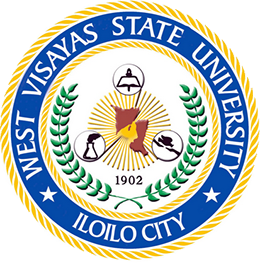 WEST VISAYAS STATE UNIVERSITY
1902
ILOILO CITY